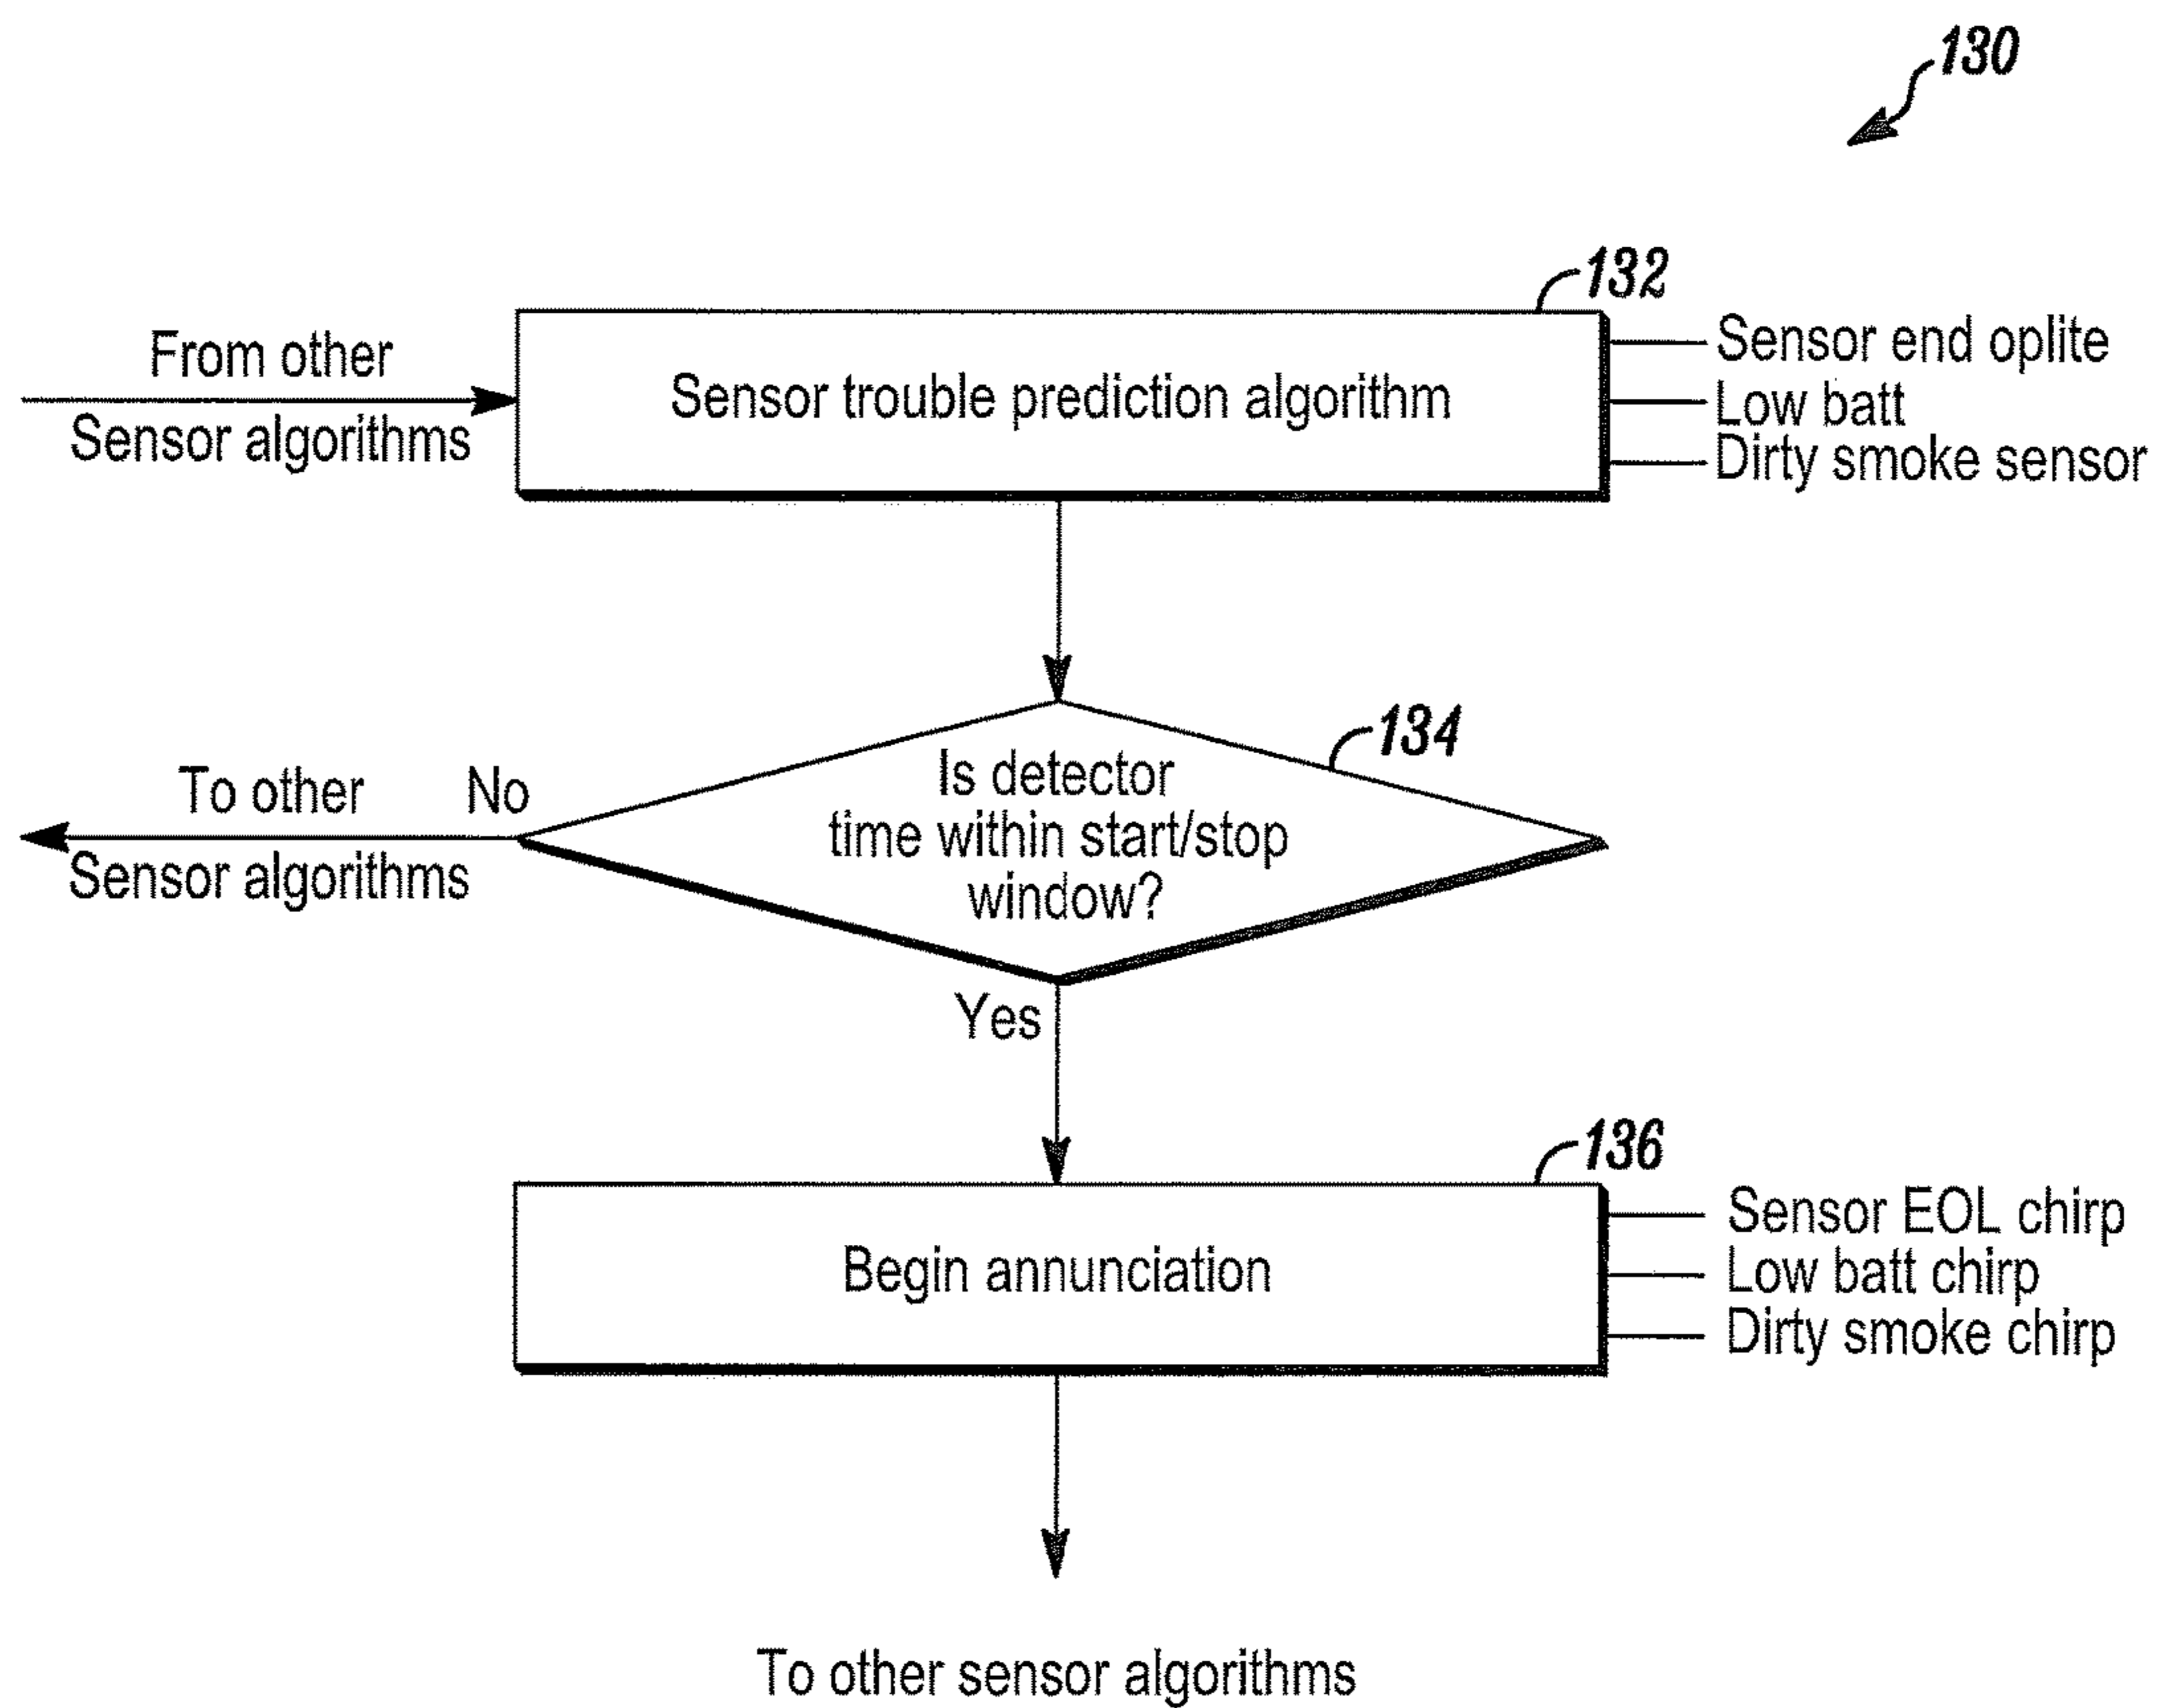 130
132
From other
Sensor algorithms
Sensor trouble prediction algorithm
Sensor end oplite
Low batt
Dirty smoke sensor
134
To other
Sensor algorithms
No
Is detector
time within start/stop
window?
Yes
136
Begin annunciation
Sensor EOL chirp
Low batt chirp
Dirty smoke chirp
To other sensor algorithms